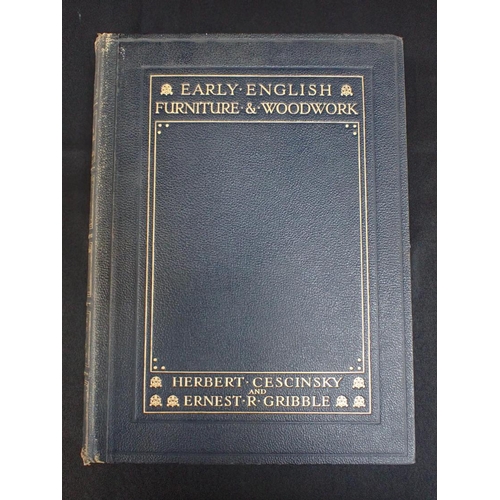 EARLY·ENGLISH
FURNITURE·&·WOODWORK
HERBERT·CESCINSKY
AND
ERNEST·R·GRIBBLE